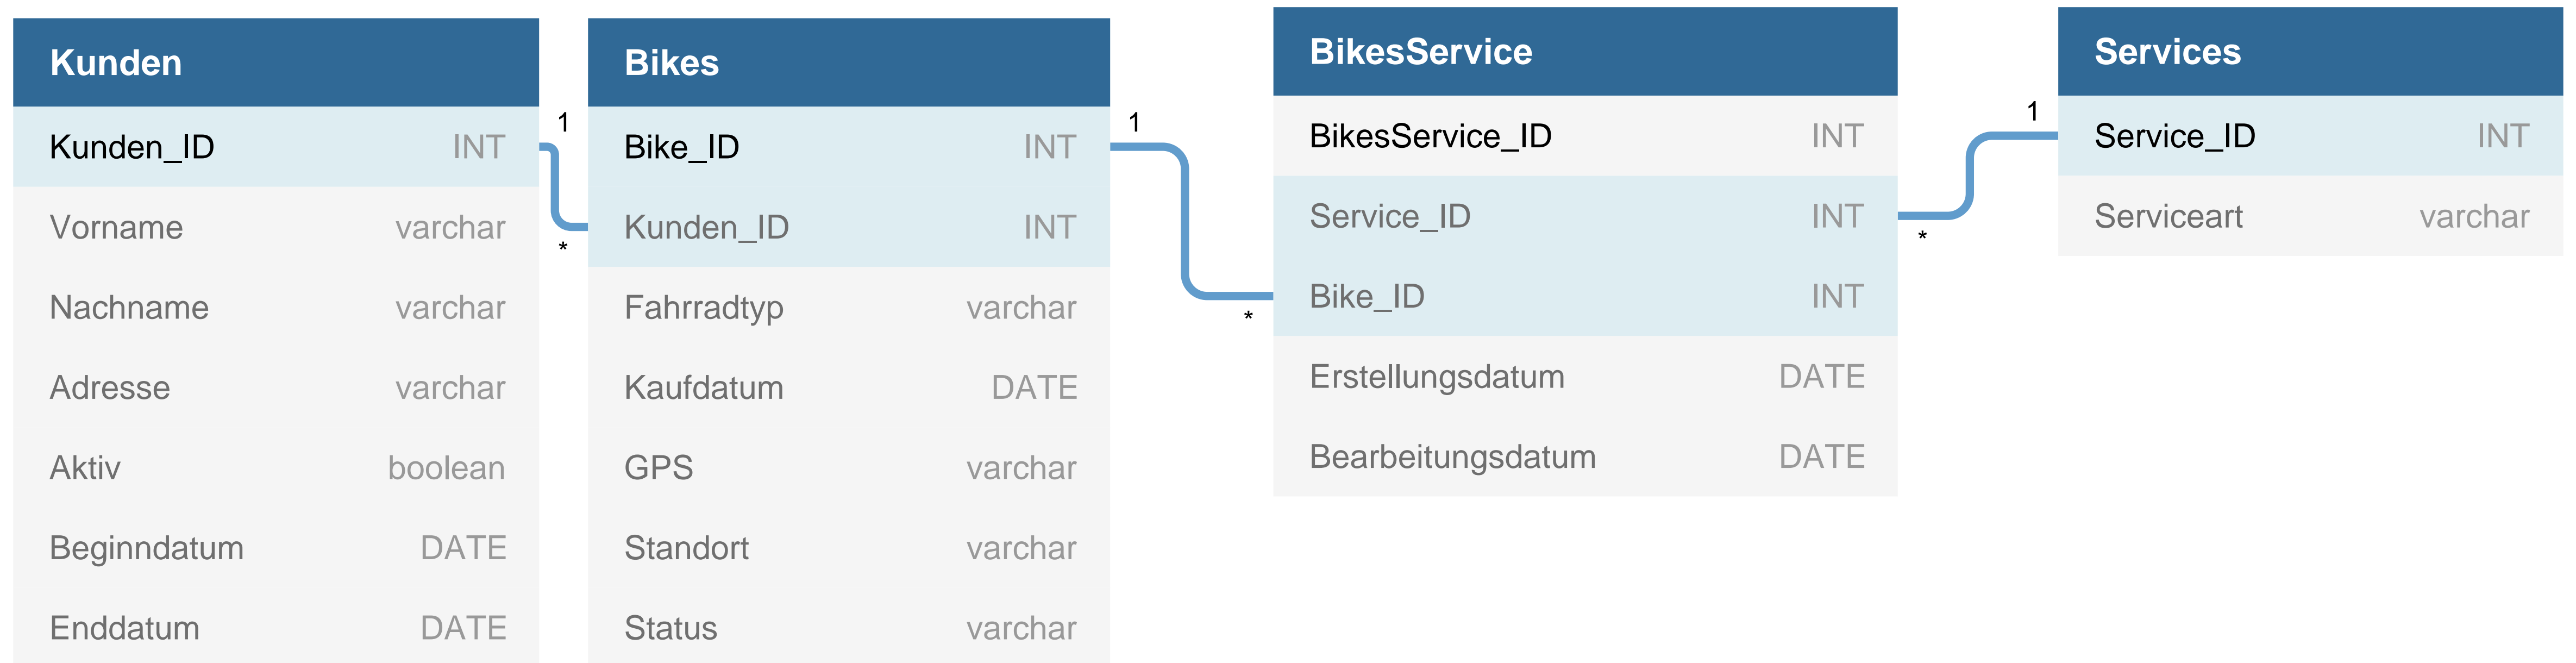 Kunden
Kunden_ID INT
Vorname varchar
Nachname varchar
Adresse varchar
Aktiv boolean
Beginndatum DATE
Enddatum DATE
1
*
Bikes
Bike_ID INT
Kunden_ID INT
Fahrradtyp varchar
Kaufdatum DATE
GPS varchar
Standort varchar
Status varchar
1
*
BikesService
BikesService_ID INT
Service_ID INT
Bike_ID INT
Erstellungsdatum DATE
Bearbeitungsdatum DATE
1
*
Services
Service_ID INT
Serviceart varchar